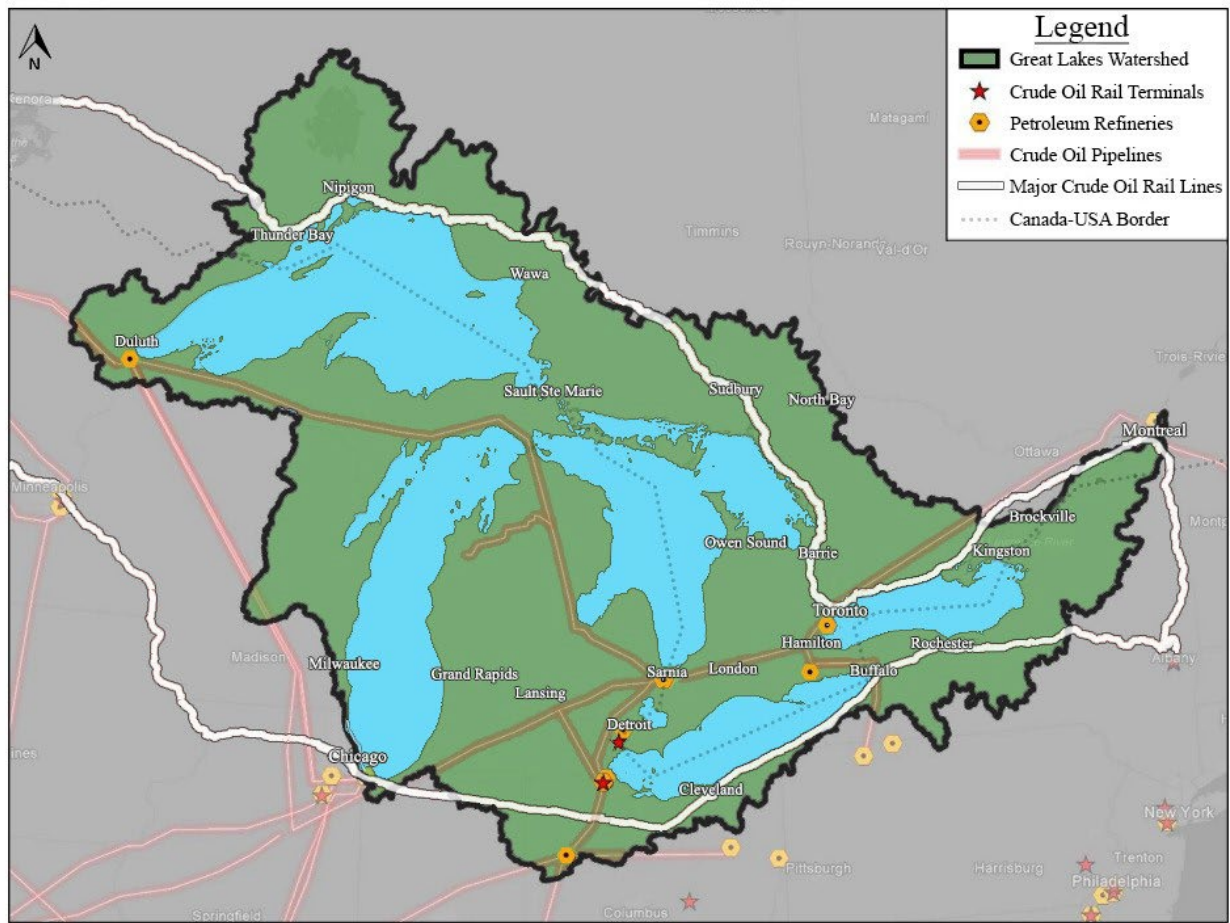 Legend
Great Lakes Watershed
Crude Oil Rail Terminals
Petroleum Refineries
Crude Oil Pipelines
Major Crude Oil Rail Lines
Canada-USA Border
N
Matagami
Nipigon
Thunder Bay
Timmins
Rouyn-Noranda
Val-d'Or
Wawa
Duluth
Trois-Rivie
Sault Ste Marie
Sudbury
North Bay
Montreal
Ottawa
Minneapolis
Brockville
Owen Sound
Barrie
Kingston
Toronto
Hamilton
Rochester
Madison
Milwaukee
Grand Rapids
Sarnia
London
Buffalo
Albany
Lansing
Detroit
Chicago
Cleveland
New York
Pittsburgh
Harrisburg
Trenton
Philadelphia
Springfield
Columbus